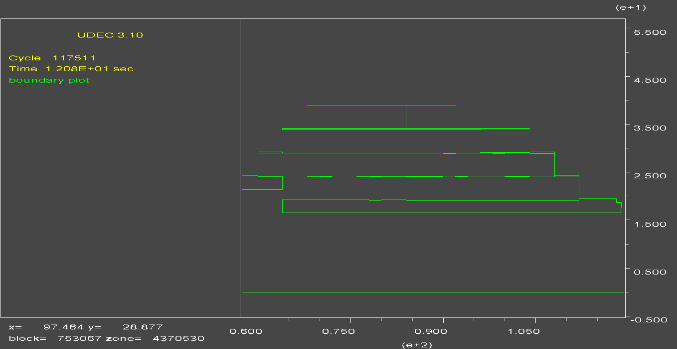 (e+1)
UDEC 3.10
Cycle 117511
Time 1.208E+01 sec
boundary plot
5.500
4.500
3.500
2.500
1.500
0.500
-0.500
x= 97.464 y= 28.877
block= 753067 zone= 4370530
0.600 0.750 0.900 1.050
(e+2)